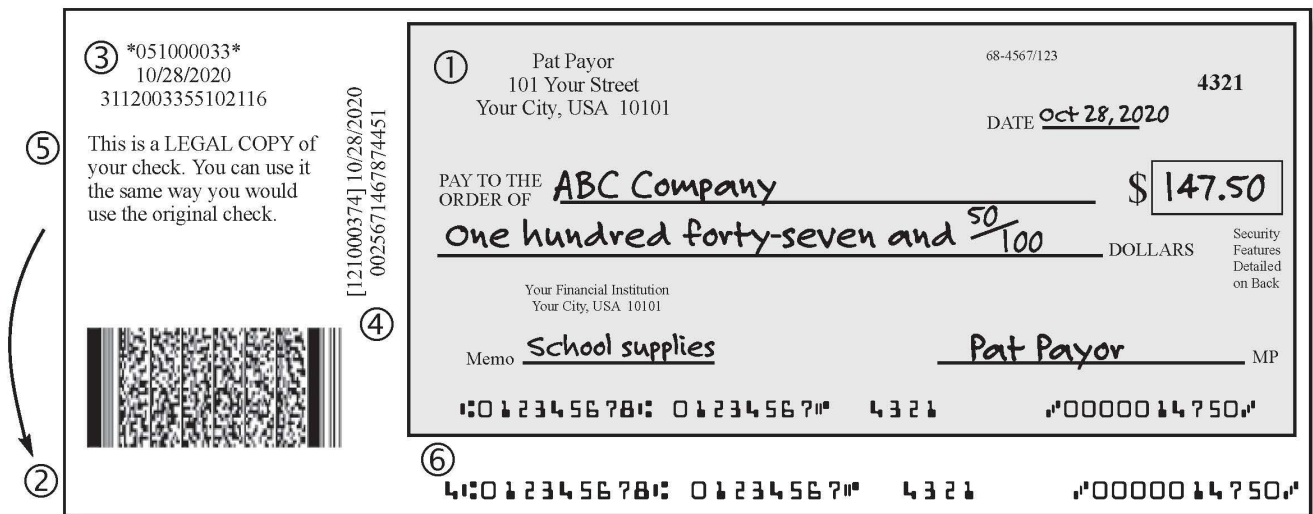 ③ *051000033*
10/28/2020
3112003355102116
⑤ This is a LEGAL COPY of
your check. You can use it
the same way you would
use the original check.
[121000374] 10/28/2020
0025671467874451
④
②
① Pat Payor
101 Your Street
Your City, USA 10101
68-4567/123
4321
DATE Oct 28, 2020
PAY TO THE
ORDER OF ABC Company $ 147.50
One hundred forty-seven and 50/100 DOLLARS
Security
Features
Detailed
on Back
Your Financial Institution
Your City, USA 10101
Memo School supplies Pat Payor MP
⑆012345678⑆ 01234567⑈ 4321 ⑇0000014750⑇
⑥
4⑆012345678⑆ 01234567⑈ 4321 ⑇0000014750⑇